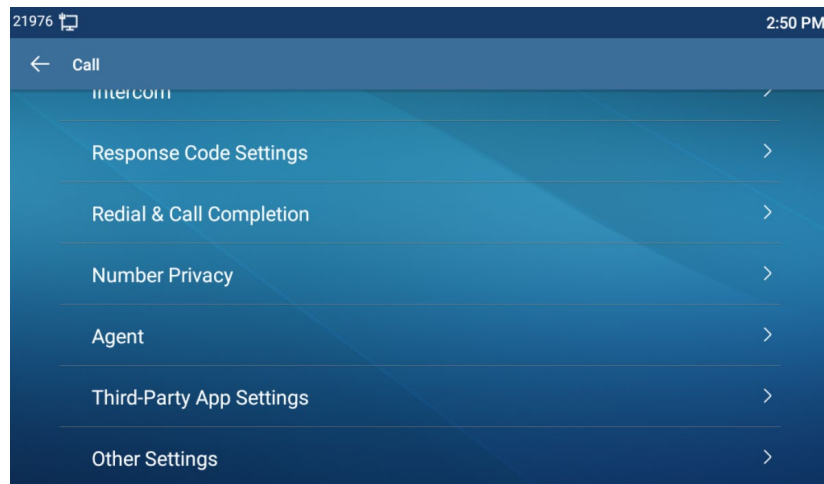 21976
2:50 PM
Call
Intercom
Response Code Settings
Redial & Call Completion
Number Privacy
Agent
Third-Party App Settings
Other Settings